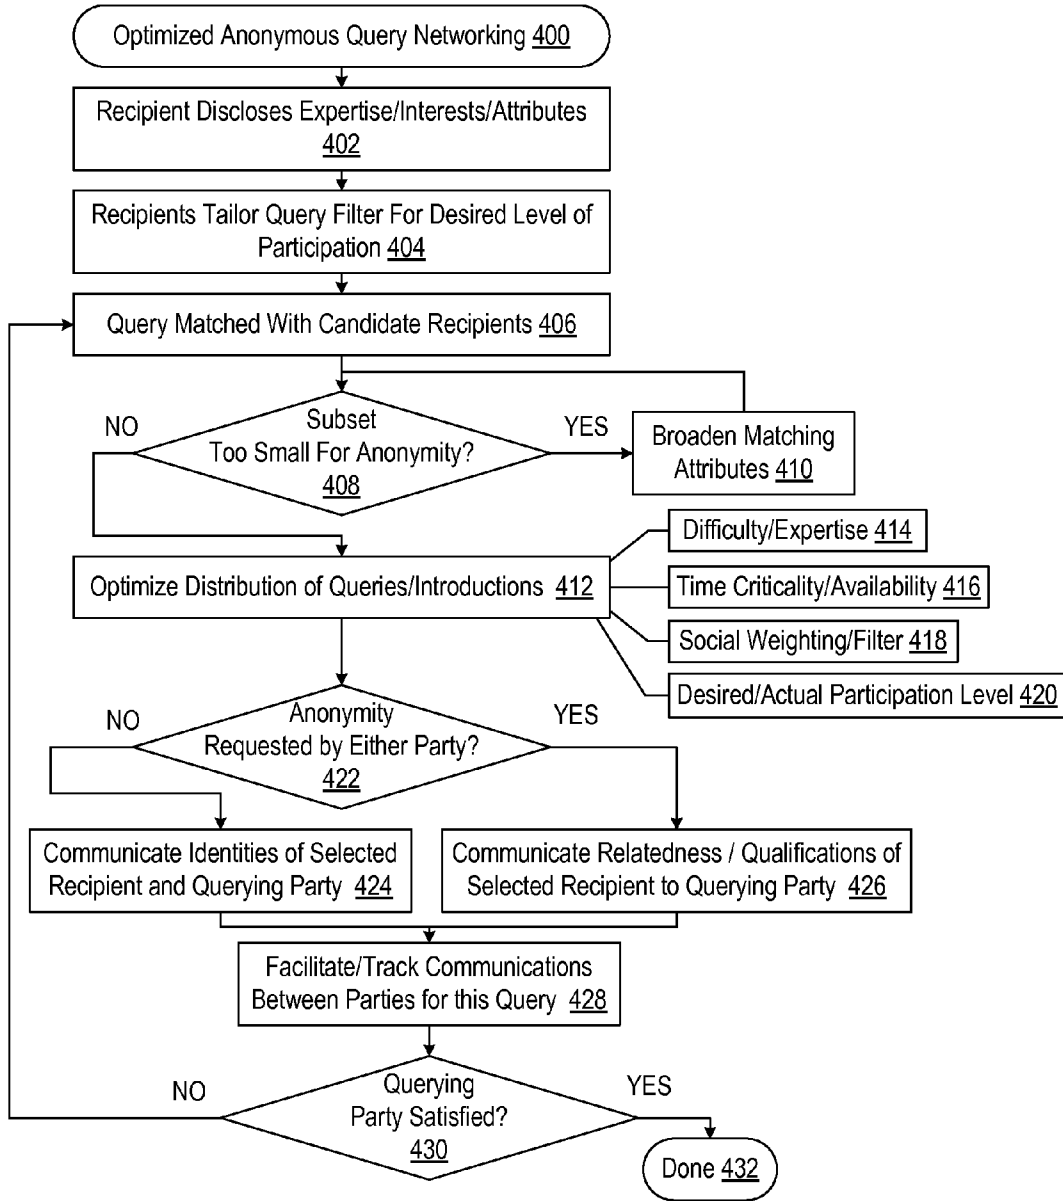 Optimized Anonymous Query Networking 400
Recipient Discloses Expertise/Interests/Attributes
402
Recipients Tailor Query Filter For Desired Level of
Participation 404
Query Matched With Candidate Recipients 406
NO
Subset
Too Small For Anonymity?
408
YES
Broaden Matching
Attributes 410
Optimize Distribution of Queries/Introductions 412
Difficulty/Expertise 414
Time Criticality/Availability 416
Social Weighting/Filter 418
Desired/Actual Participation Level 420
NO
Anonymity
Requested by Either Party?
422
YES
Communicate Identities of Selected
Recipient and Querying Party 424
Communicate Relatedness / Qualifications of
Selected Recipient to Querying Party 426
Facilitate/Track Communications
Between Parties for this Query 428
NO
Querying
Party Satisfied?
430
YES
Done 432